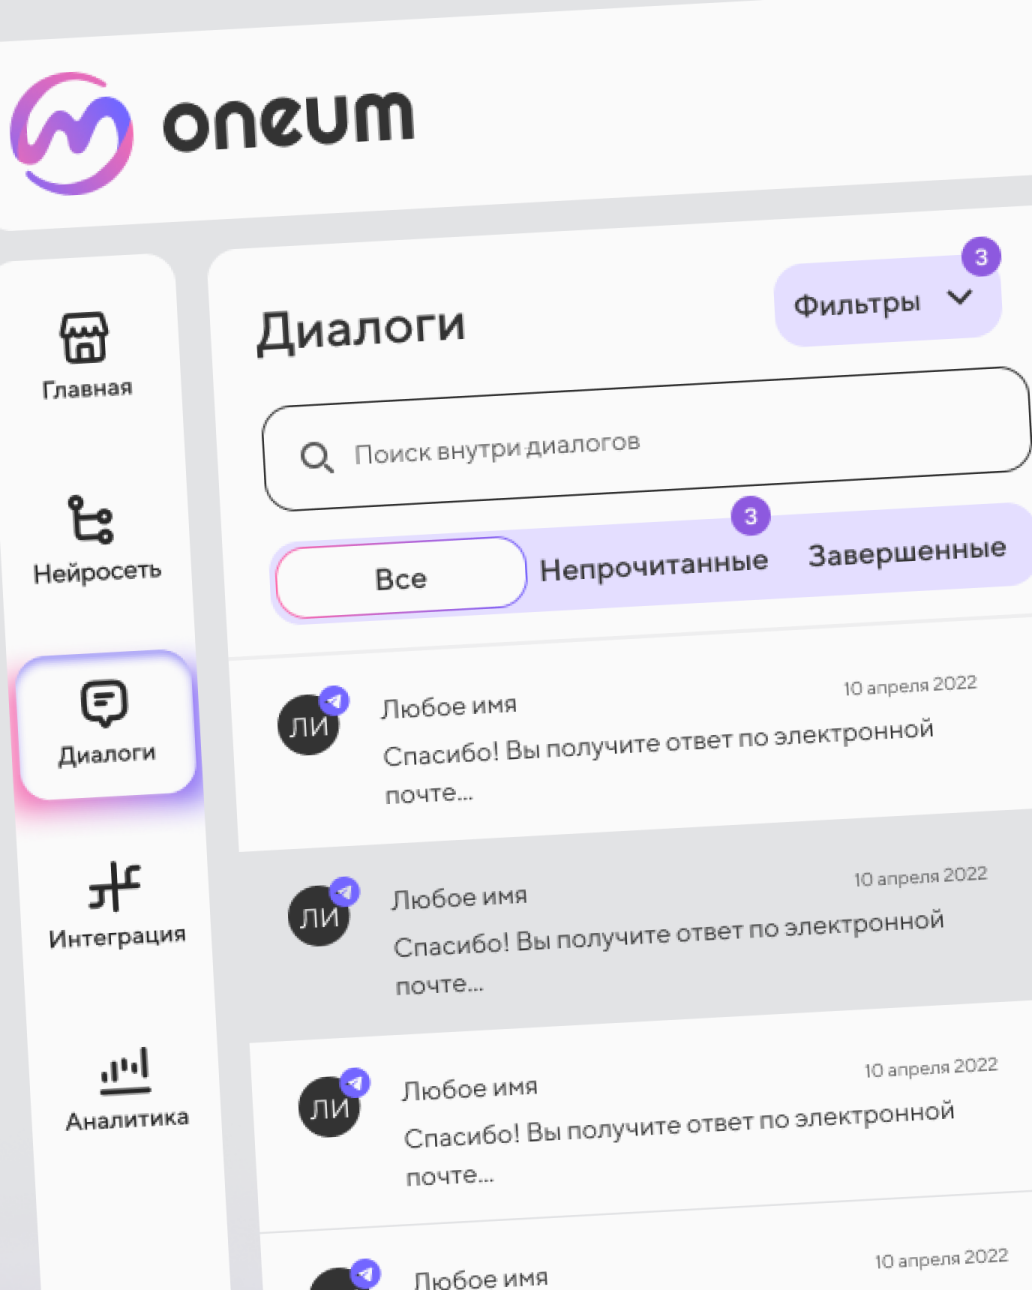 oneum
Главная
Нейросеть
Диалоги
Интеграция
Аналитика
Диалоги
Фильтры
3
Поиск внутри диалогов
Все
Непрочитанные
3
Завершенные
ЛИ
Любое имя
10 апреля 2022
Спасибо! Вы получите ответ по электронной
почте...
ЛИ
Любое имя
10 апреля 2022
Спасибо! Вы получите ответ по электронной
почте...
ЛИ
Любое имя
10 апреля 2022
Спасибо! Вы получите ответ по электронной
почте...
Любое имя
10 апреля 2022